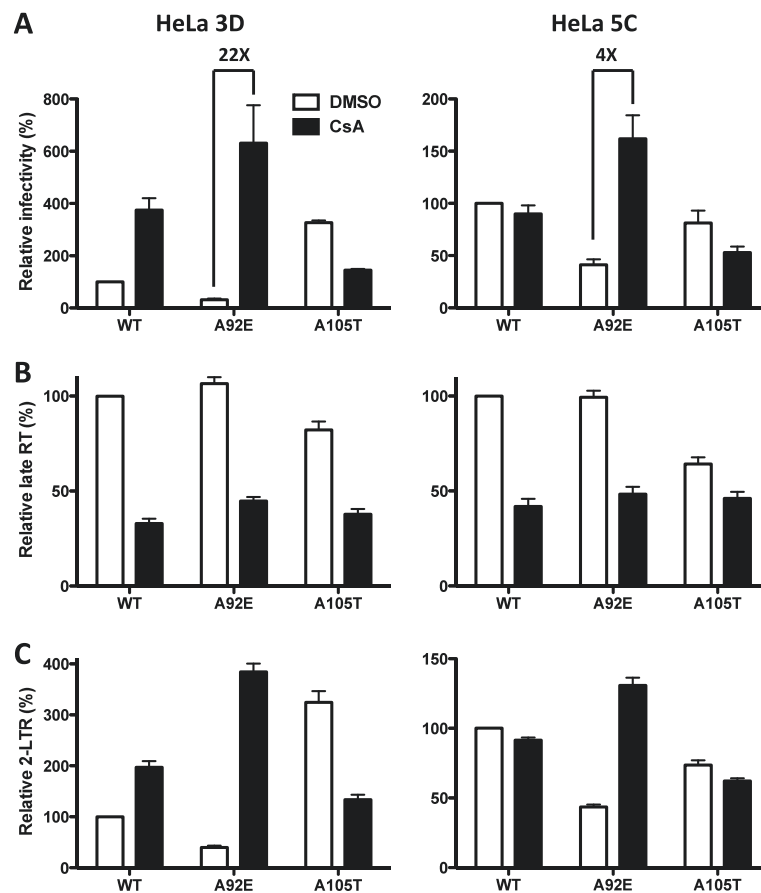 A
HeLa 3D
HeLa 5C
22X
4X
DMSO
CsA
Relative infectivity (%)
800
600
400
200
0
WT
A92E
A105T
200
150
100
50
0
WT
A92E
A105T
B
Relative late RT (%)
100
50
0
WT
A92E
A105T
100
50
0
WT
A92E
A105T
C
Relative 2-LTR (%)
400
300
200
100
0
WT
A92E
A105T
150
100
50
0
WT
A92E
A105T